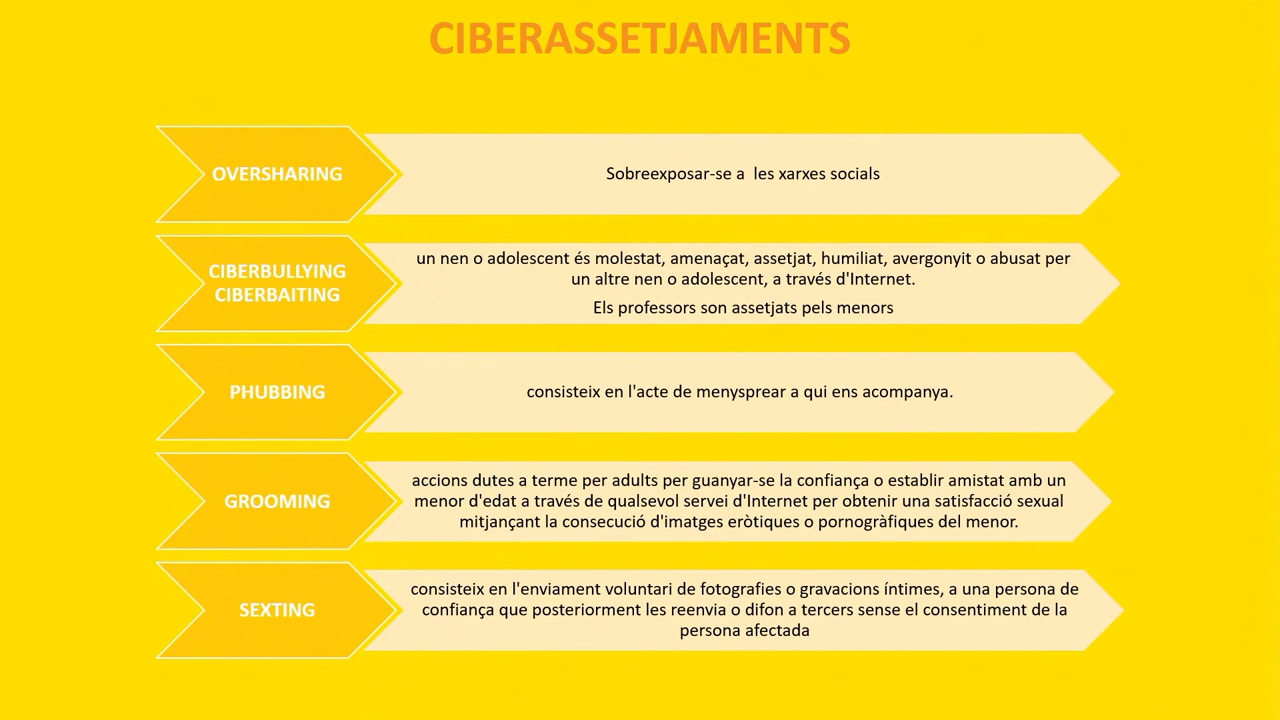 CIBERASSETJAMENTS
OVERSHARING
Sobreexposar-se a  les xarxes socials
CIBERBULLYING
CIBERBAITING
un nen o adolescent és molestat, amenaçat, assetjat, humiliat, avergonyit o abusat per
un altre nen o adolescent, a través d'Internet.
Els professors son assetjats pels menors
PHUBBING
consisteix en l'acte de menysprear a qui ens acompanya.
GROOMING
accions dutes a terme per adults per guanyar-se la confiança o establir amistat amb un
menor d'edat a través de qualsevol servei d'Internet per obtenir una satisfacció sexual
mitjançant la consecució d'imatges eròtiques o pornogràfiques del menor.
SEXTING
consisteix en l'enviament voluntari de fotografies o gravacions íntimes, a una persona de
confiança que posteriorment les reenvia o difon a tercers sense el consentiment de la
persona afectada